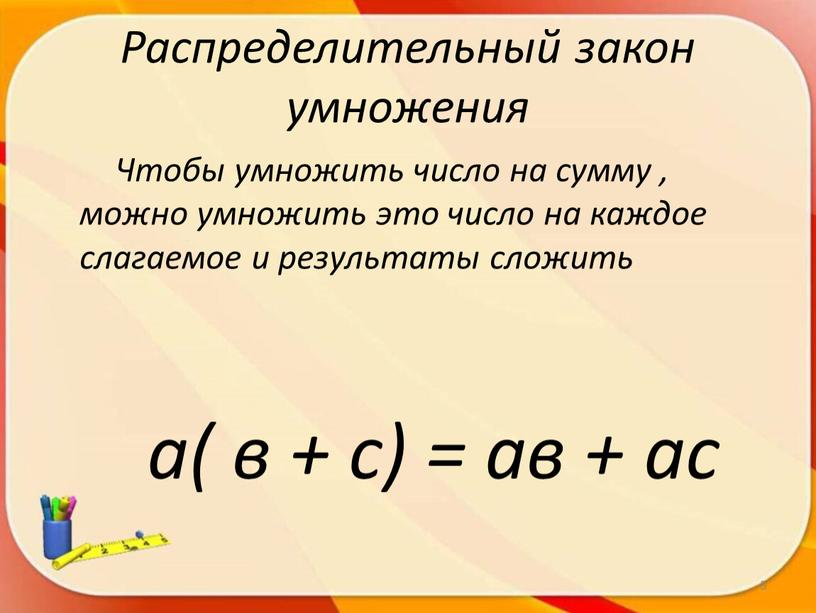 Распределительный закон
умножения
Чтобы умножить число на сумму ,
можно умножить это число на каждое
слагаемое и результаты сложить
а( в + с) = ав + ас